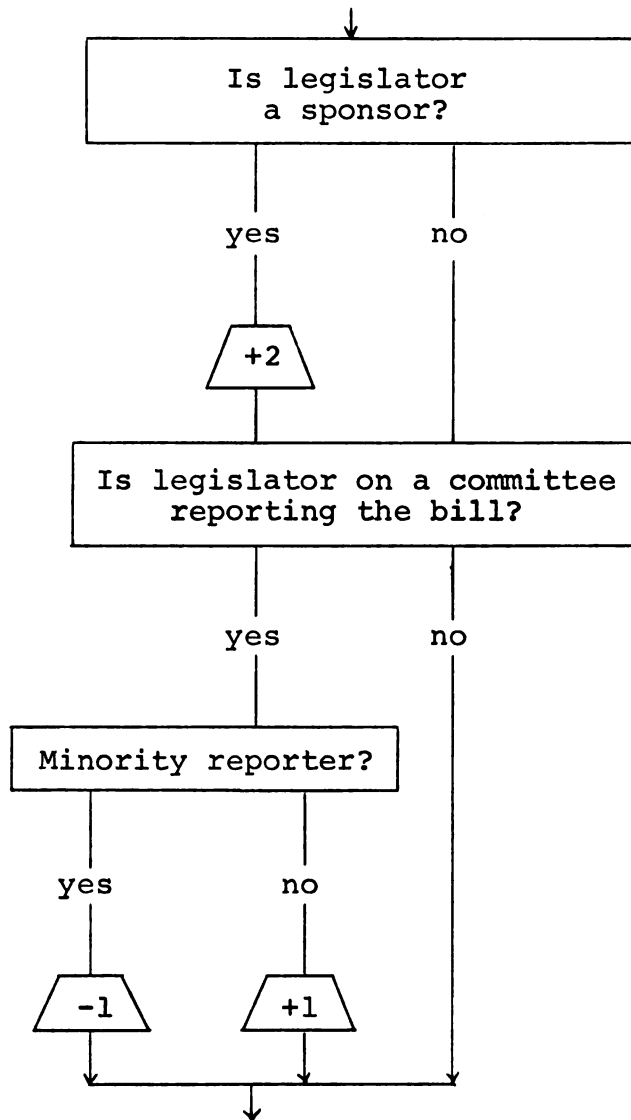 Is legislator
a sponsor?
yes no
+2
Is legislator on a committee
reporting the bill?
yes no
Minority reporter?
yes no
-1 +1